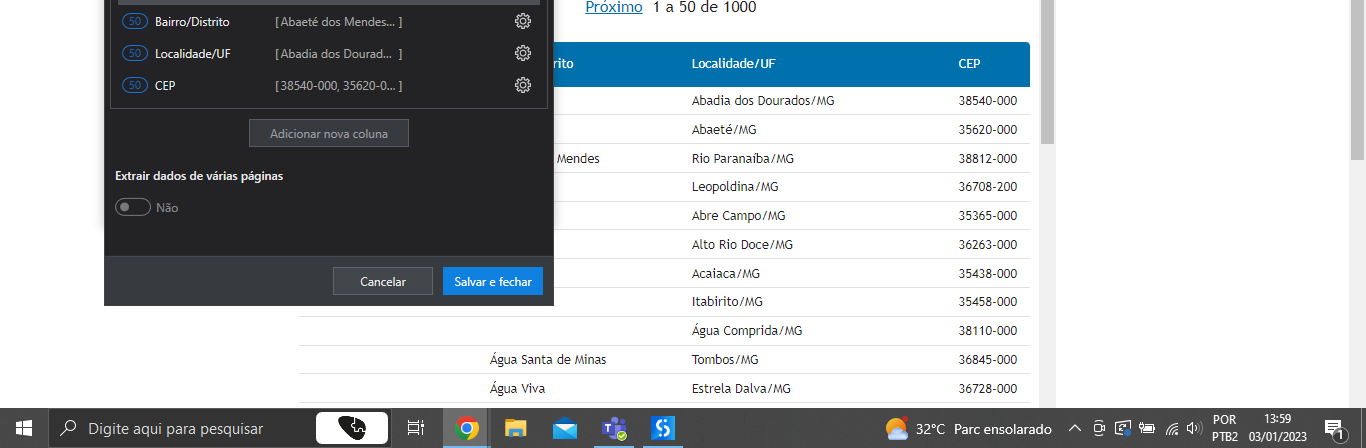 Próximo 1 a 50 de 1000
50 Bairro/Distrito [Abaeté dos Mendes... ]
50 Localidade/UF [Abadia dos Dourad... ]
50 CEP [38540-000, 35620-0... ]
Adicionar nova coluna
Extrair dados de várias páginas
Não
Cancelar Salvar e fechar
rito Localidade/UF CEP
Abadia dos Dourados/MG 38540-000
Abaeté/MG 35620-000
Mendes Rio Paranaíba/MG 38812-000
Leopoldina/MG 36708-200
Abre Campo/MG 35365-000
Alto Rio Doce/MG 36263-000
Acaiaca/MG 35438-000
Itabirito/MG 35458-000
Água Comprida/MG 38110-000
Água Santa de Minas Tombos/MG 36845-000
Água Viva Estrela Dalva/MG 36728-000
Digite aqui para pesquisar 32°C Parc ensolarado POR 13:59
PTB2 03/01/2023 1